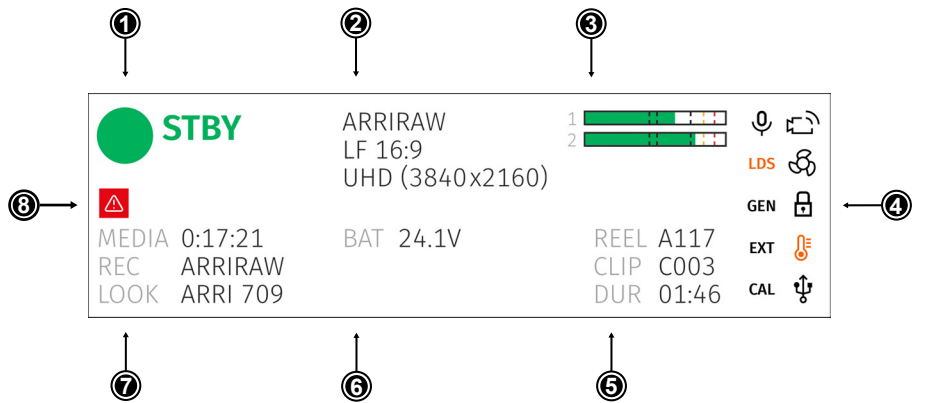 1 2 3
STBY
ARRIRAW
LF 16:9
UHD (3840x2160)
1
2
LDS
GEN
EXT
CAL
8
4
MEDIA 0:17:21
REC ARRIRAW
LOOK ARRI 709
BAT 24.1V
REEL A117
CLIP C003
DUR 01:46
7 6 5